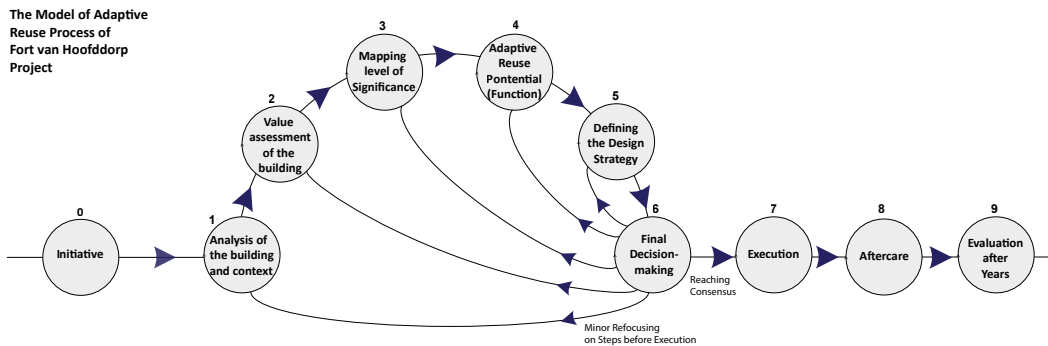 The Model of Adaptive
Reuse Process of
Fort van Hoofddorp
Project
0
Initiative
1
Analysis of
the building
and context
2
Value
assessment
of the
building
3
Mapping
level of
Significance
4
Adaptive
Reuse
Pontential
(Function)
5
Defining
the Design
Strategy
6
Final
Decision-
making
Reaching
Consensus
Minor Refocusing
on Steps before Execution
7
Execution
8
Aftercare
9
Evaluation
after
Years